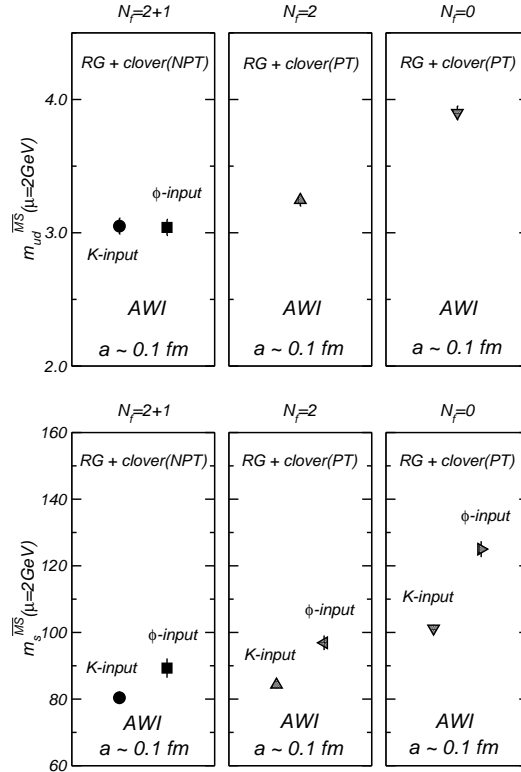 N_f=2+1 N_f=2 N_f=0
RG + clover(NPT) RG + clover(PT) RG + clover(PT)
4.0
ϕ-input
3.0
K-input
m_ud^MS̅(μ=2GeV)
AWI AWI AWI
a ~ 0.1 fm a ~ 0.1 fm a ~ 0.1 fm
2.0
N_f=2+1 N_f=2 N_f=0
160
RG + clover(NPT) RG + clover(PT) RG + clover(PT)
140
ϕ-input
120
K-input
ϕ-input
100
ϕ-input K-input
m_s^MS̅(μ=2GeV)
K-input
80
AWI AWI AWI
a ~ 0.1 fm a ~ 0.1 fm a ~ 0.1 fm
60